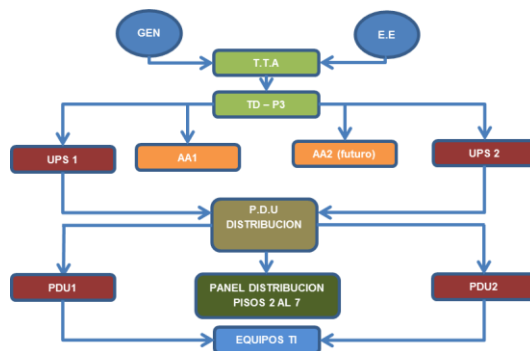 GEN
E.E
T.T.A
TD – P3
UPS 1
AA1
AA2 (futuro)
UPS 2
P.D.U
DISTRIBUCION
PDU1
PANEL DISTRIBUCION
PISOS 2 AL 7
PDU2
EQUIPOS TI